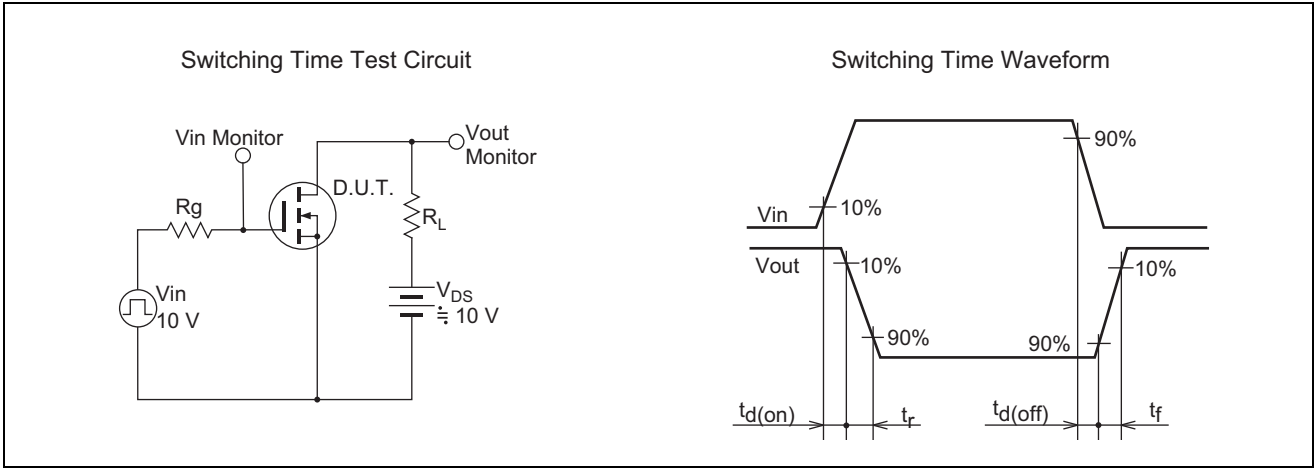 Switching Time Test Circuit
Vin Monitor
Vout
Monitor
D.U.T.
Rg
RL
Vin
10 V
VDS
≒ 10 V
Switching Time Waveform
90%
Vin
10%
Vout
10%
10%
90%
90%
td(on)
tr
td(off)
tf